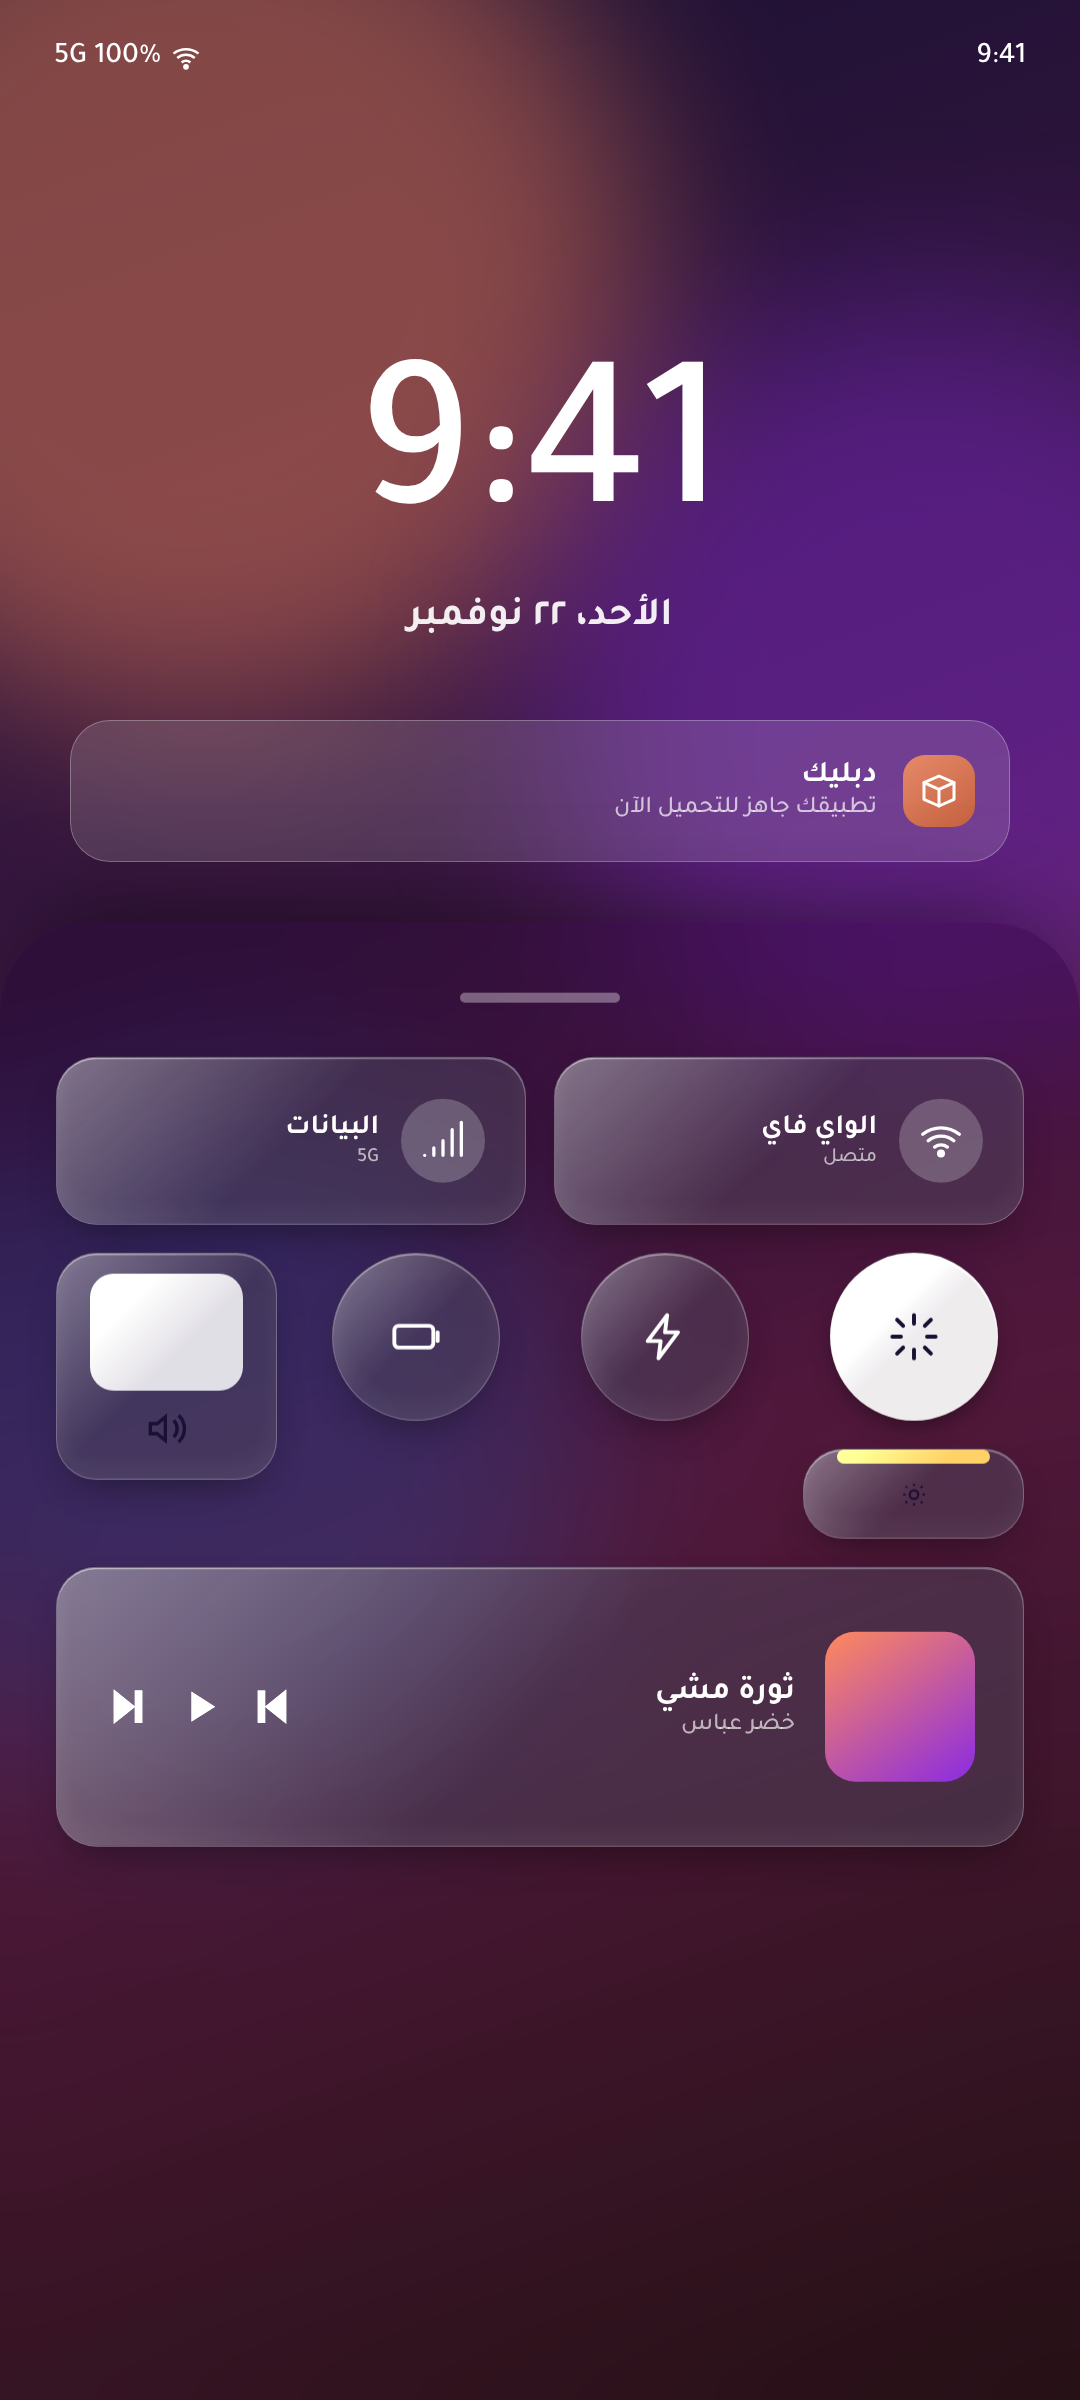 9:41
5G 100%
9:41
الأحد، ٢٢ نوفمبر
دبليك
تطبيقك جاهز للتحميل الآن
الواي فاي
متصل
البيانات
5G
ثورة مشي
خضر عباس